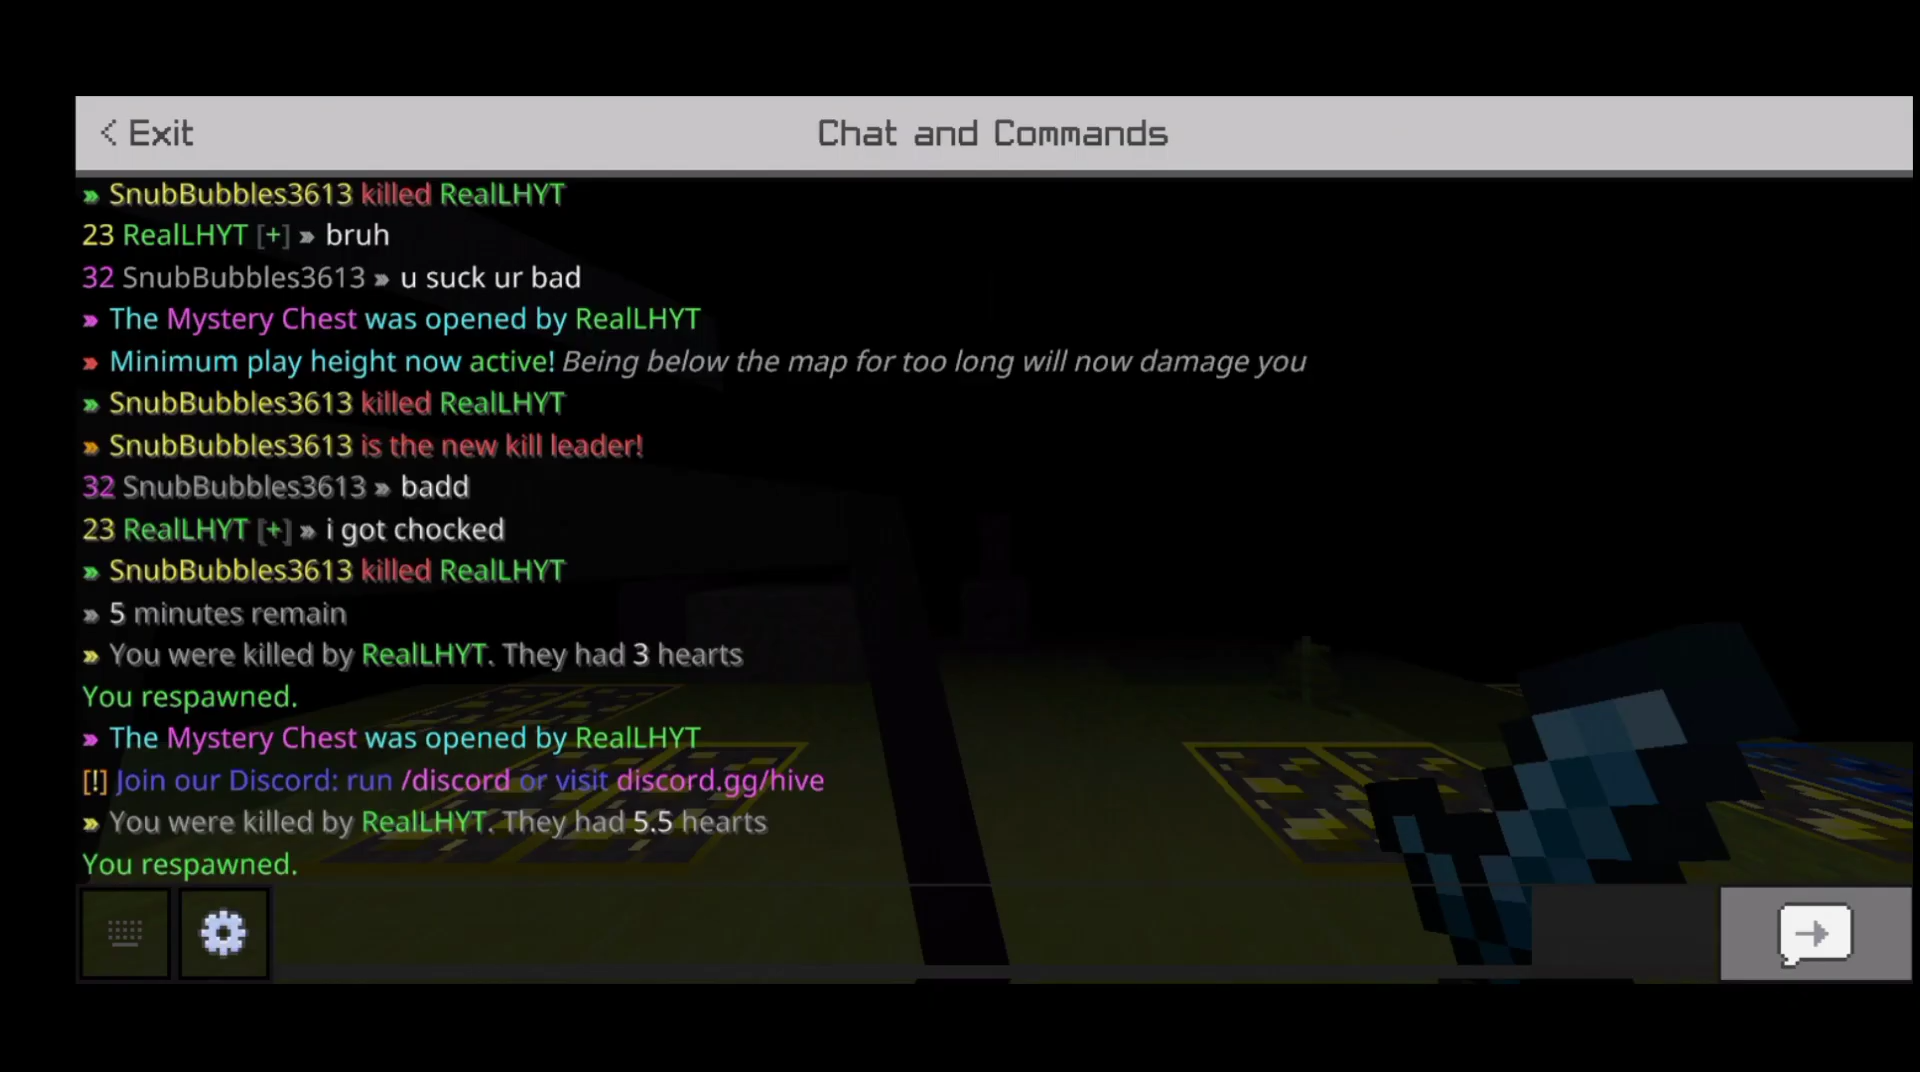 < Exit
Chat and Commands
» SnubBubbles3613 killed RealLHYT
23 RealLHYT [+] » bruh
32 SnubBubbles3613 » u suck ur bad
» The Mystery Chest was opened by RealLHYT
» Minimum play height now active! Being below the map for too long will now damage you
» SnubBubbles3613 killed RealLHYT
» SnubBubbles3613 is the new kill leader!
32 SnubBubbles3613 » badd
23 RealLHYT [+] » i got chocked
» SnubBubbles3613 killed RealLHYT
» 5 minutes remain
» You were killed by RealLHYT. They had 3 hearts
You respawned.
» The Mystery Chest was opened by RealLHYT
[!] Join our Discord: run /discord or visit discord.gg/hive
» You were killed by RealLHYT. They had 5.5 hearts
You respawned.